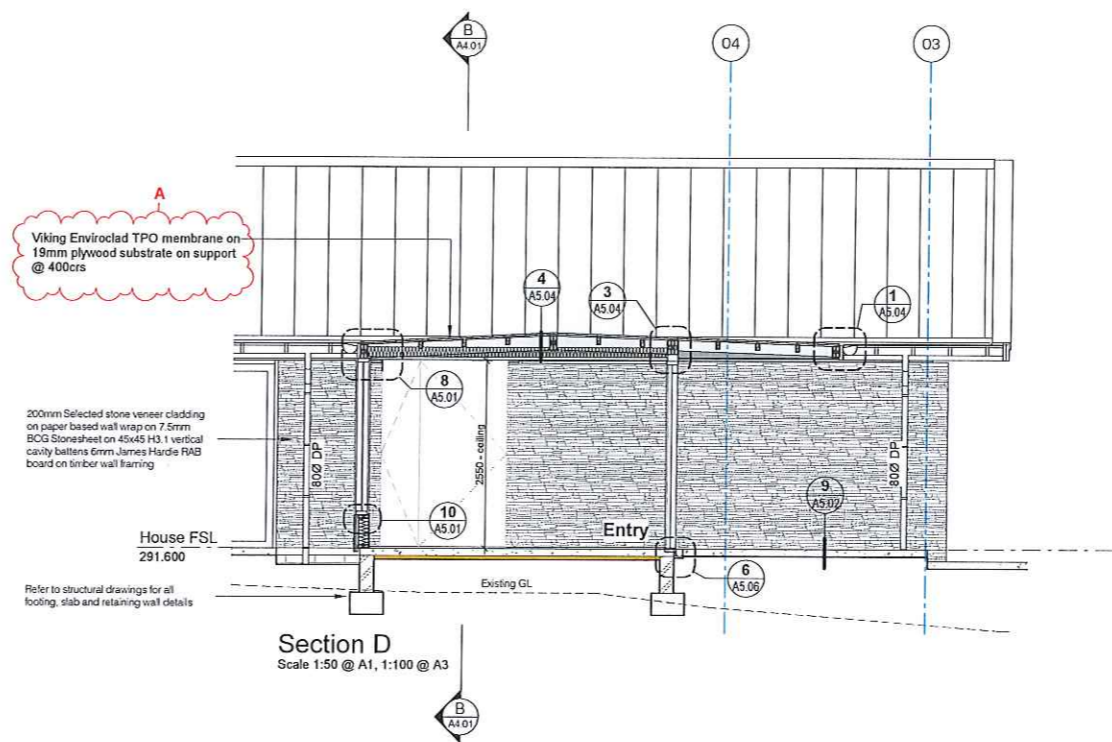 B
A4.01
04
03
A
Viking Enviroclad TPO membrane on
19mm plywood substrate on support
@ 400crs
4
A5.04
3
A5.04
1
A5.04
8
A5.01
200mm Selected stone veneer cladding
on paper based wall wrap on 7.5mm
BCG Stonesheet on 45x45 H3.1 vertical
cavity battens 6mm James Hardie RAB
board on timber wall framing
80Ø DP
2550 - ceiling
80Ø DP
9
A5.02
10
A5.01
Entry
House FSL
291.600
6
A5.06
Existing GL
Refer to structural drawings for all
footing, slab and retaining wall details
Section D
Scale 1:50 @ A1, 1:100 @ A3
B
A4.01